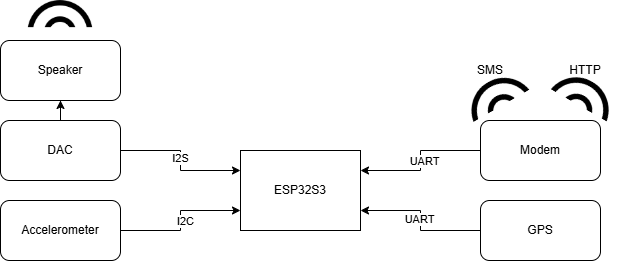 SMS
HTTP
Speaker
DAC
I2S
UART
Modem
ESP32S3
Accelerometer
I2C
UART
GPS